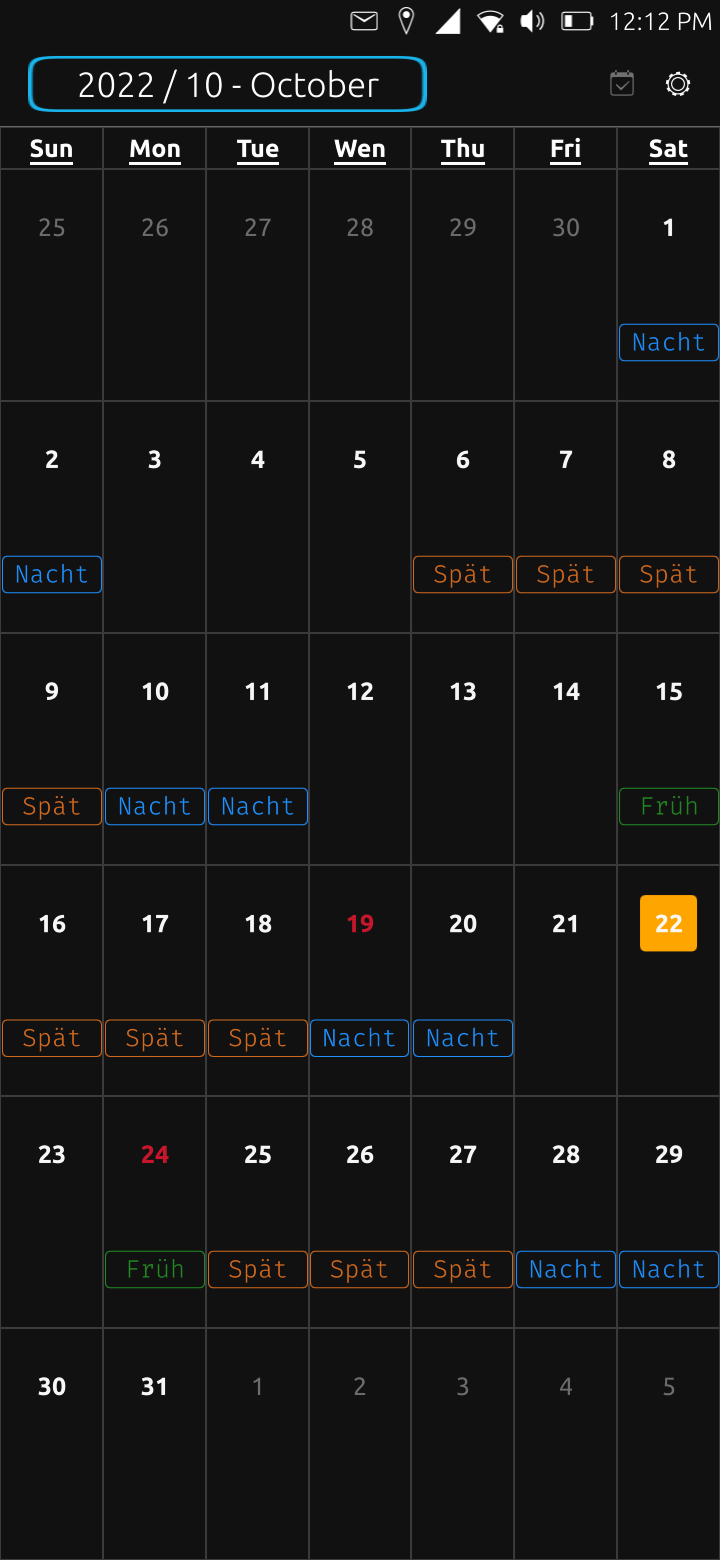 12:12 PM
2022 / 10 - October
Sun Mon Tue Wen Thu Fri Sat
25 26 27 28 29 30 1
Nacht
2 3 4 5 6 7 8
Nacht Spät Spät Spät
9 10 11 12 13 14 15
Spät Nacht Nacht Früh
16 17 18 19 20 21 22
Spät Spät Spät Nacht Nacht
23 24 25 26 27 28 29
Früh Spät Spät Spät Nacht Nacht
30 31 1 2 3 4 5